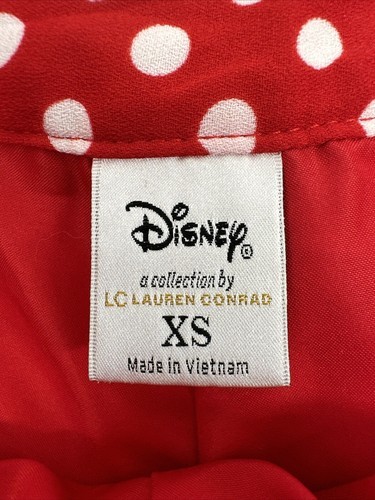 Disney®
a collection by
LC LAUREN CONRAD
XS
Made in Vietnam